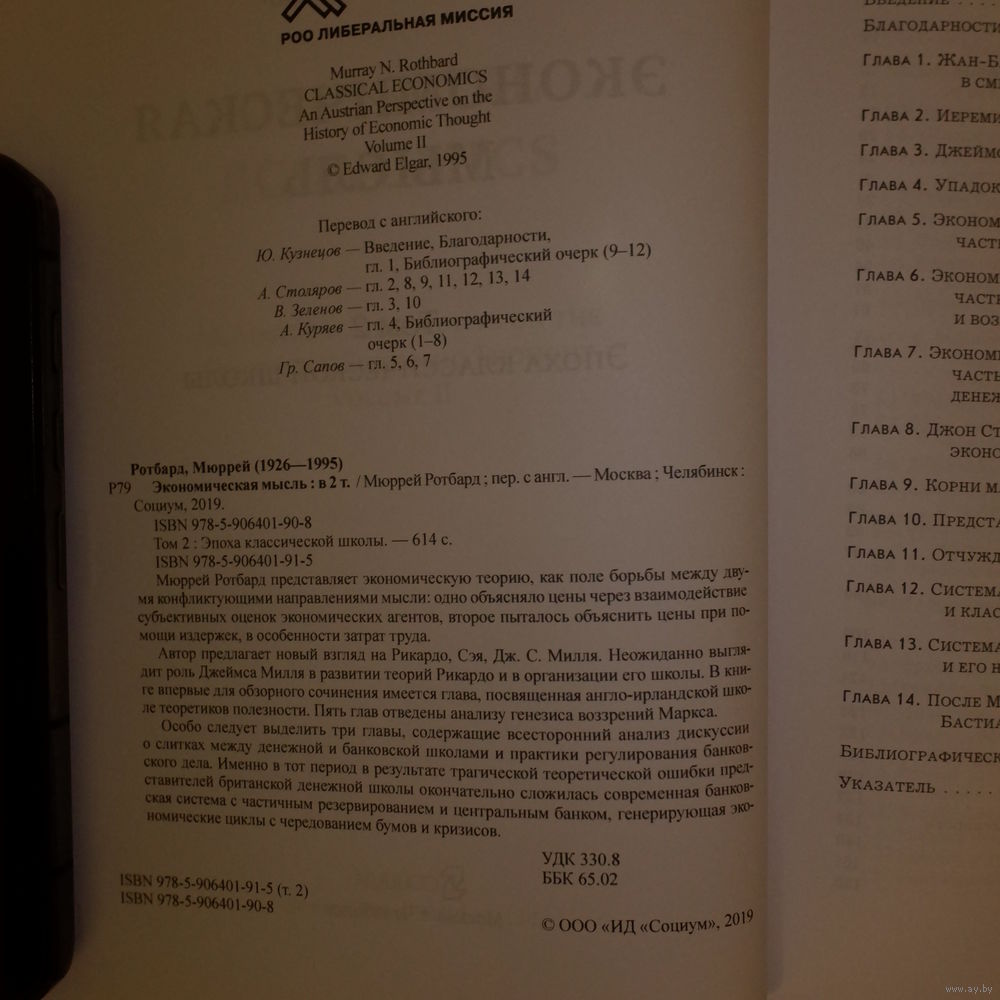 РОО ЛИБЕРАЛЬНАЯ МИССИЯ
Murray N. Rothbard
CLASSICAL ECONOMICS
An Austrian Perspective on the
History of Economic Thought
Volume II
© Edward Elgar, 1995
Перевод с английского:
Ю. Кузнецов — Введение, Благодарности,
гл. 1, Библиографический очерк (9–12)
А. Столяров — гл. 2, 8, 9, 11, 12, 13, 14
В. Зеленов — гл. 3, 10
А. Куряев — гл. 4, Библиографический
очерк (1–8)
Гр. Сапов — гл. 5, 6, 7
Ротбард, Мюррей (1926—1995)
Р79 Экономическая мысль : в 2 т. / Мюррей Ротбард ; пер. с англ. — Москва ; Челябинск :
Социум, 2019.
ISBN 978-5-906401-90-8
Том 2 : Эпоха классической школы. — 614 с.
ISBN 978-5-906401-91-5
Мюррей Ротбард представляет экономическую теорию, как поле борьбы между дву-
мя конфликтующими направлениями мысли: одно объясняло цены через взаимодействие
субъективных оценок экономических агентов, второе пыталось объяснить цены при по-
мощи издержек, в особенности затрат труда.
Автор предлагает новый взгляд на Рикардо, Сэя, Дж. С. Милля. Неожиданно выгля-
дит роль Джеймса Милля в развитии теорий Рикардо и в организации его школы. В кни-
ге впервые для обзорного сочинения имеется глава, посвященная англо-ирландской шко-
ле теоретиков полезности. Пять глав отведены анализу генезиса воззрений Маркса.
Особо следует выделить три главы, содержащие всесторонний анализ дискуссии
о слитках между денежной и банковской школами и практики регулирования банков-
ского дела. Именно в тот период в результате трагической теоретической ошибки пред-
ставителей британской денежной школы окончательно сложилась современная банков-
ская система с частичным резервированием и центральным банком, генерирующая эко-
номические циклы с чередованием бумов и кризисов.
УДК 330.8
ББК 65.02
ISBN 978-5-906401-91-5 (т. 2)
ISBN 978-5-906401-90-8
© ООО «ИД «Социум», 2019
Введение
Благодарности
Глава 1. Жан-Б
в см
Глава 2. Иереми
Глава 3. Джеймс
Глава 4. Упадок
Глава 5. Эконом
част
Глава 6. Эконом
част
и воз
Глава 7. Эконом
част
денеж
Глава 8. Джон Ст
эконо
Глава 9. Корни м
Глава 10. Предста
Глава 11. Отчужд
Глава 12. Система
и клас
Глава 13. Система
и его н
Глава 14. После М
Бастиа
Библиографическ
Указатель . . . . .
www.ay.by